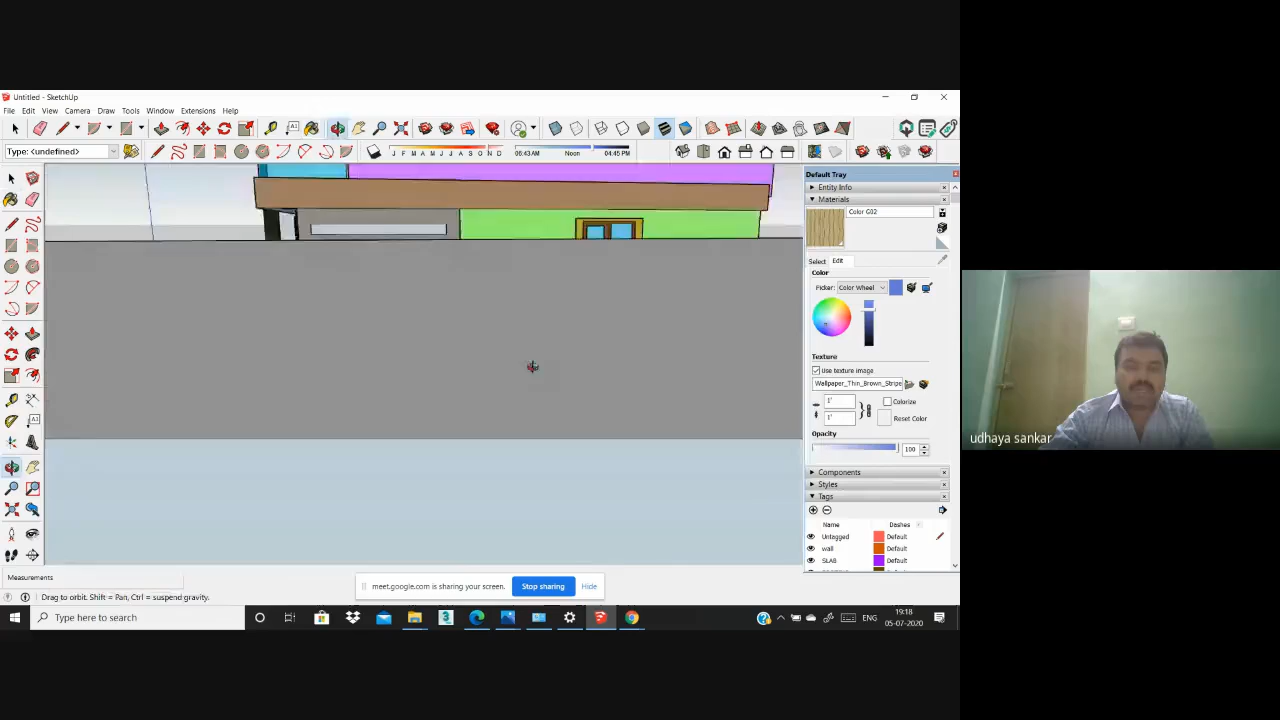 Untitled - SketchUp
File Edit View Camera Draw Tools Window Extensions Help
Type: <undefined>
J F M A M J J A S O N D
06:43AM Noon 04:45 PM
Default Tray
Entity Info
Materials
Color G02
Select Edit
Color
Picker: Color Wheel
Texture
Use texture image
Wallpaper_Thin_Brown_Stripe
1'
Colorize
1'
Reset Color
Opacity
100
Components
Styles
Tags
Name Dashes
Untagged Default
wall Default
SLAB Default
udhaya sankar
Measurements
meet.google.com is sharing your screen. Stop sharing Hide
Drag to orbit. Shift = Pan, Ctrl = suspend gravity.
Type here to search
ENG
19:18
05-07-2020